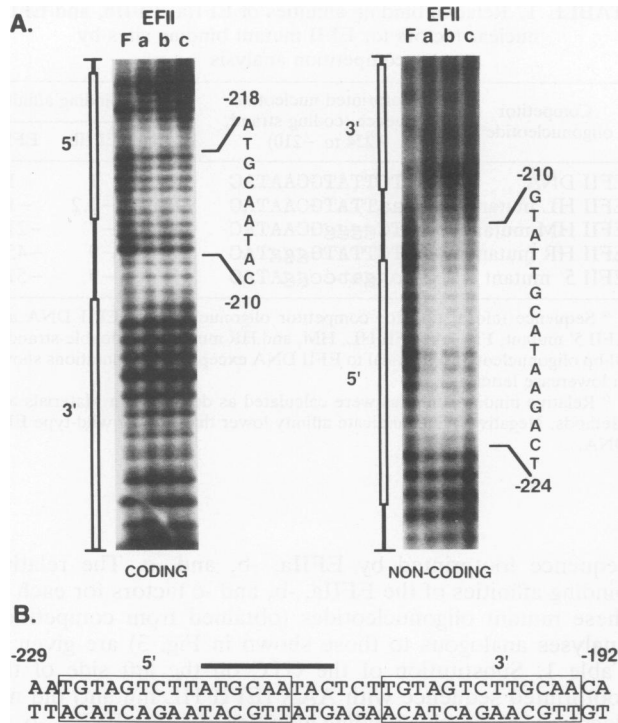 A.
EFII
F a b c
5'
3'
-218
A
T
G
C
A
A
T
A
C
-210
CODING
EFII
F a b c
3'
5'
-210
G
T
A
T
T
G
C
A
T
A
A
G
A
C
T
-224
NON-CODING
B.
-229 5' 3' -192
AATGTAGTCTTATGCAATACTCTTGTAGTCTTGCAACA
TTACATCAGAATACGTTATGAGAACATCAGAACGTTGT